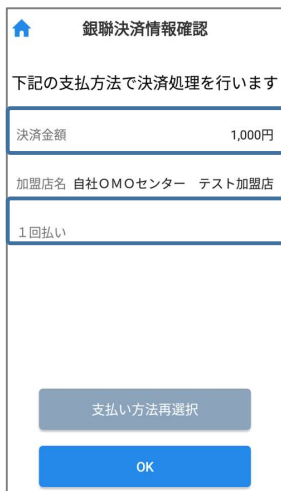 銀聯決済情報確認
下記の支払方法で決済処理を行います
決済金額 1,000円
加盟店名 自社OMOセンター テスト加盟店
１回払い
支払い方法再選択
OK